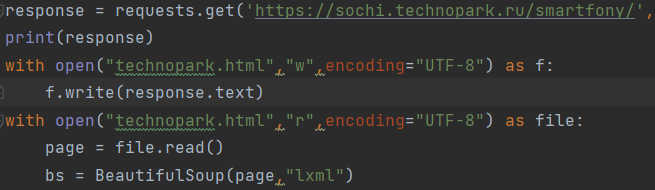 response = requests.get('https://sochi.technopark.ru/smartfony/',
print(response)
with open("technopark.html","w",encoding="UTF-8") as f:
    f.write(response.text)
with open("technopark.html","r",encoding="UTF-8") as file:
    page = file.read()
    bs = BeautifulSoup(page,"lxml")